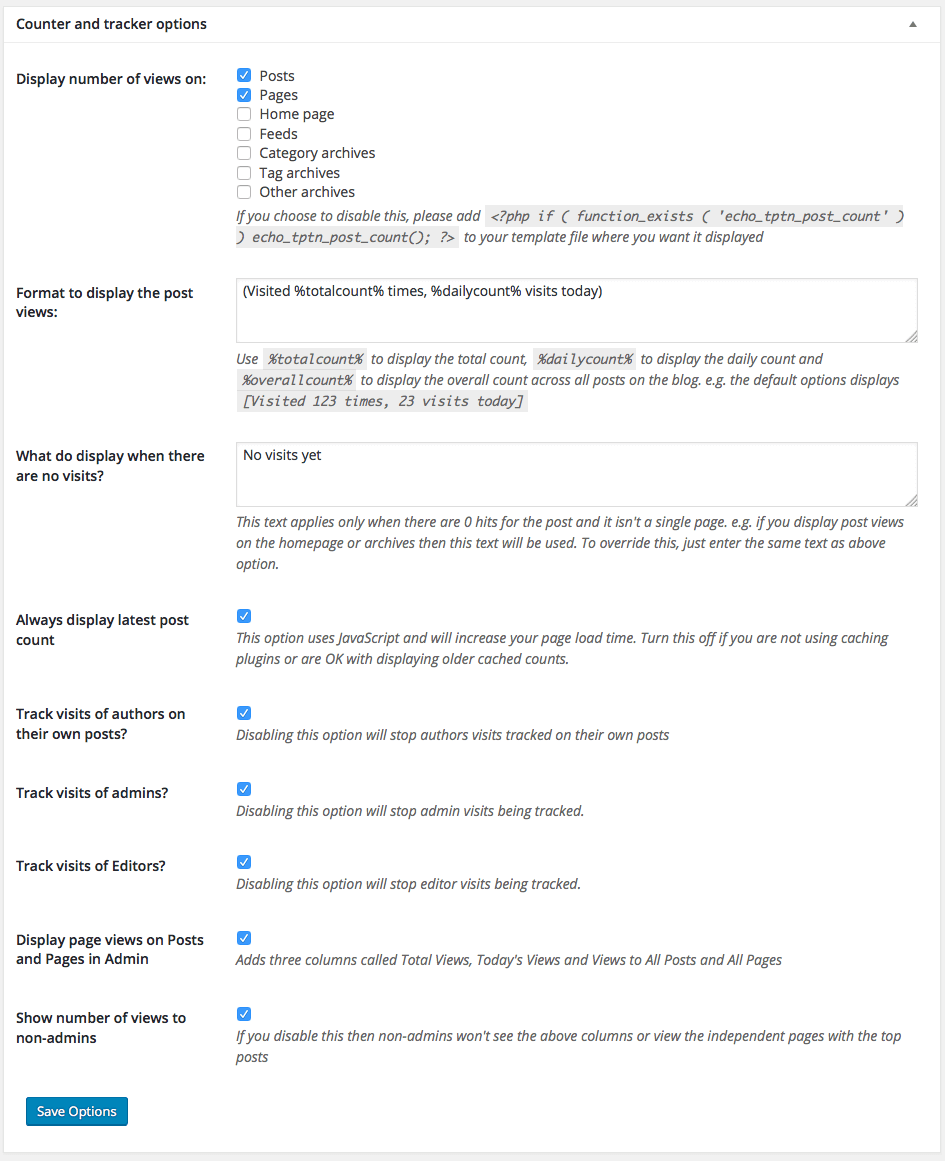 Counter and tracker options
Display number of views on:
Posts
Pages
Home page
Feeds
Category archives
Tag archives
Other archives
If you choose to disable this, please add <?php if ( function_exists ( 'echo_tptn_post_count' )
) echo_tptn_post_count(); ?> to your template file where you want it displayed
Format to display the post
views:
(Visited %totalcount% times, %dailycount% visits today)
Use %totalcount% to display the total count, %dailycount% to display the daily count and
%overallcount% to display the overall count across all posts on the blog. e.g. the default options displays
[Visited 123 times, 23 visits today]
What do display when there
are no visits?
No visits yet
This text applies only when there are 0 hits for the post and it isn't a single page. e.g. if you display post views
on the homepage or archives then this text will be used. To override this, just enter the same text as above
option.
Always display latest post
count
This option uses JavaScript and will increase your page load time. Turn this off if you are not using caching
plugins or are OK with displaying older cached counts.
Track visits of authors on
their own posts?
Disabling this option will stop authors visits tracked on their own posts
Track visits of admins?
Disabling this option will stop admin visits being tracked.
Track visits of Editors?
Disabling this option will stop editor visits being tracked.
Display page views on Posts
and Pages in Admin
Adds three columns called Total Views, Today's Views and Views to All Posts and All Pages
Show number of views to
non-admins
If you disable this then non-admins won't see the above columns or view the independent pages with the top
posts
Save Options